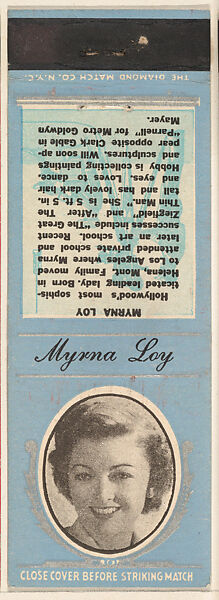 THE DIAMOND MATCH CO. N.Y.C.
MYRNA LOY
Hollywood's most sophis-
ticated leading lady. Born in
Helena, Mont. Family moved
to Los Angeles where Myrna
attended private school and
later an art school. Recent
successes include "The Great
Ziegfield" and "After The
Thin Man." She is 5 ft. 5 in.
tall and has lovely dark hair
and eyes. Loves to dance.
Hobby is collecting paintings
and sculptures. Will soon ap-
pear opposite Clark Gable in
"Parnell" for Metro Goldwyn
Mayer.
Myrna Loy
CLOSE COVER BEFORE STRIKING MATCH